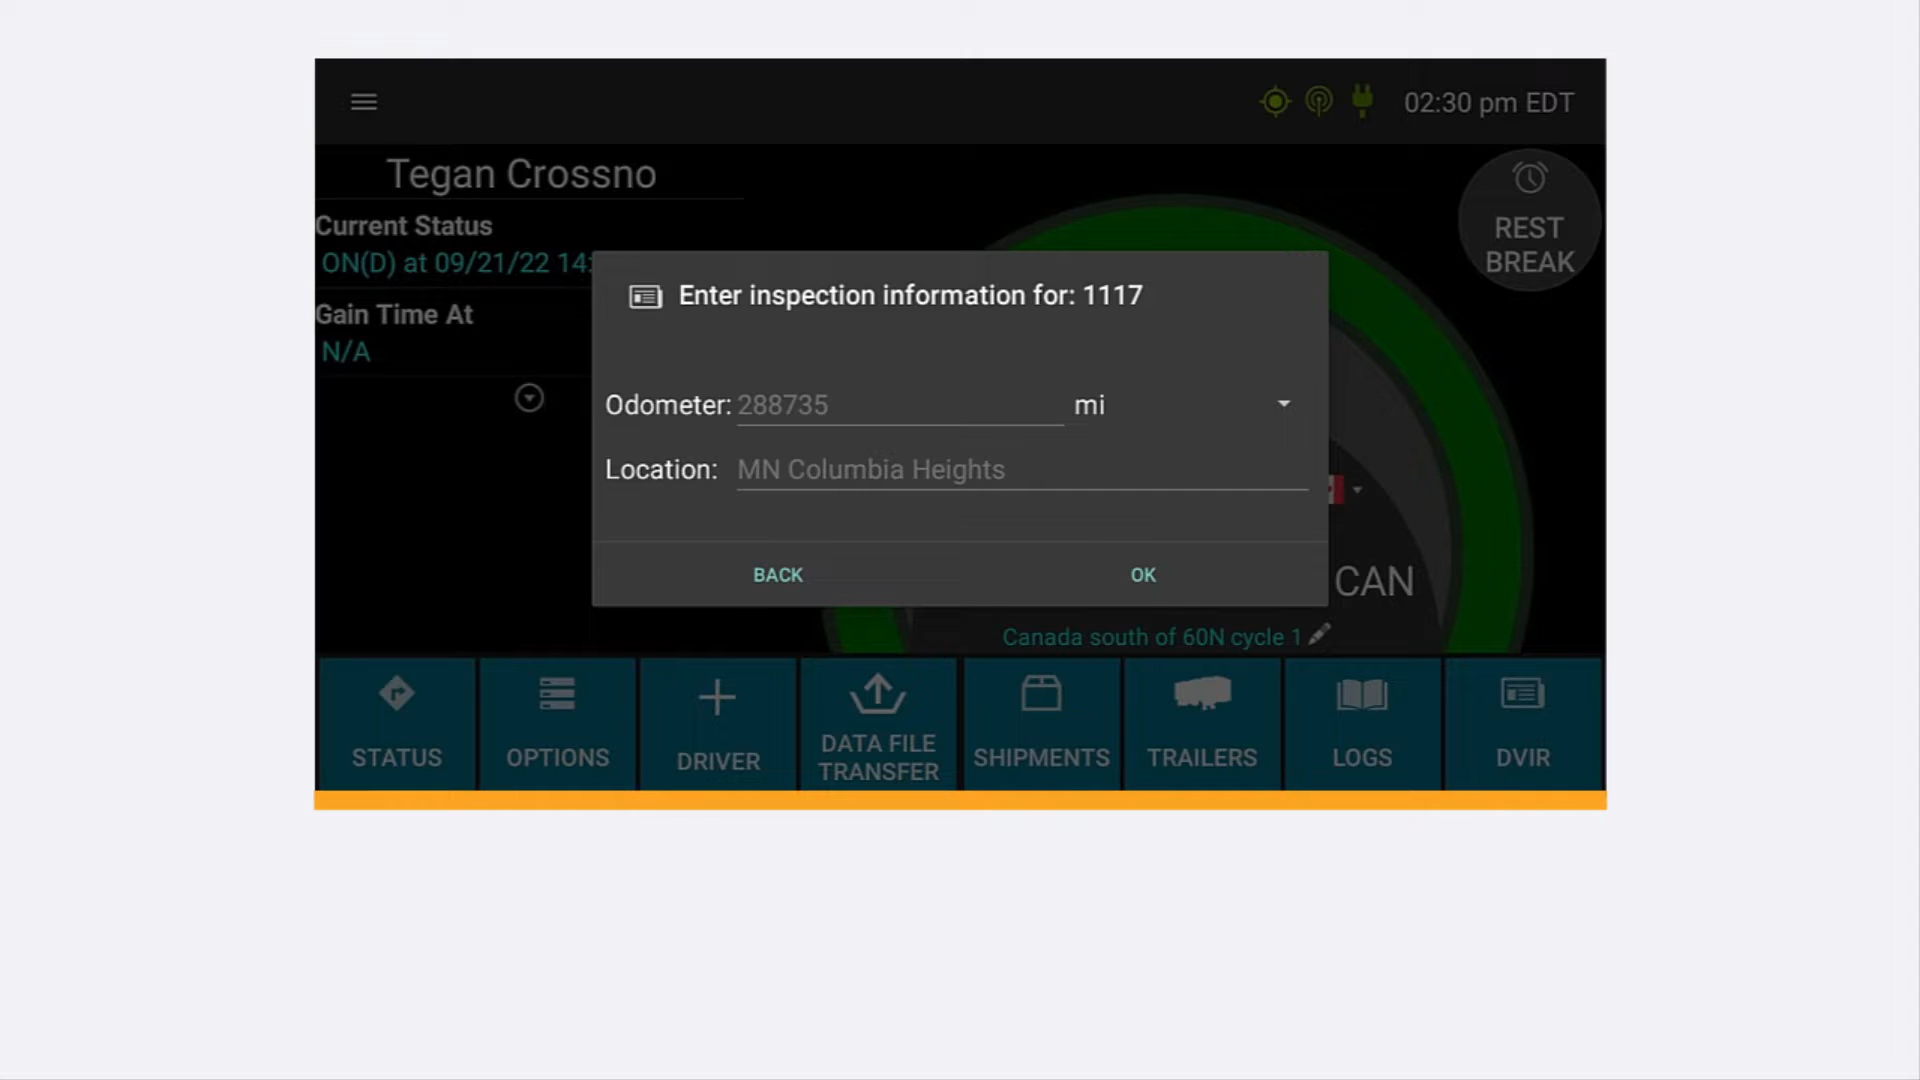 02:30 pm EDT
Tegan Crossno
REST
BREAK
Current Status
ON(D) at 09/21/22 14:
Gain Time At
N/A
Enter inspection information for: 1117
Odometer: 288735 mi
Location: MN Columbia Heights
BACK OK
CAN
Canada south of 60N cycle 1
STATUS OPTIONS DRIVER DATA FILE TRANSFER SHIPMENTS TRAILERS LOGS DVIR